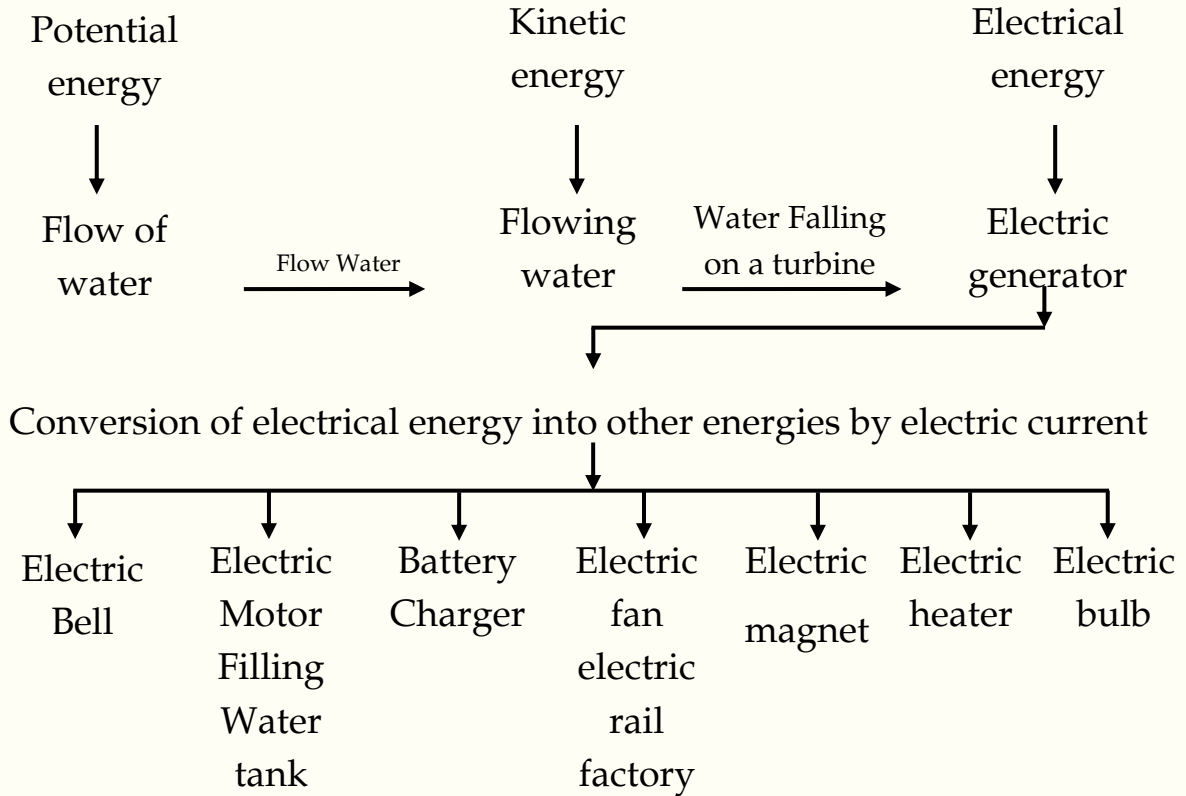 Potential
energy
Kinetic
energy
Electrical
energy
Flow of
water
Flow Water
Flowing
water
Water Falling
on a turbine
Electric
generator
Conversion of electrical energy into other energies by electric current
Electric
Bell
Electric
Motor
Filling
Water
tank
Battery
Charger
Electric
fan
electric
rail
factory
Electric
magnet
Electric
heater
Electric
bulb